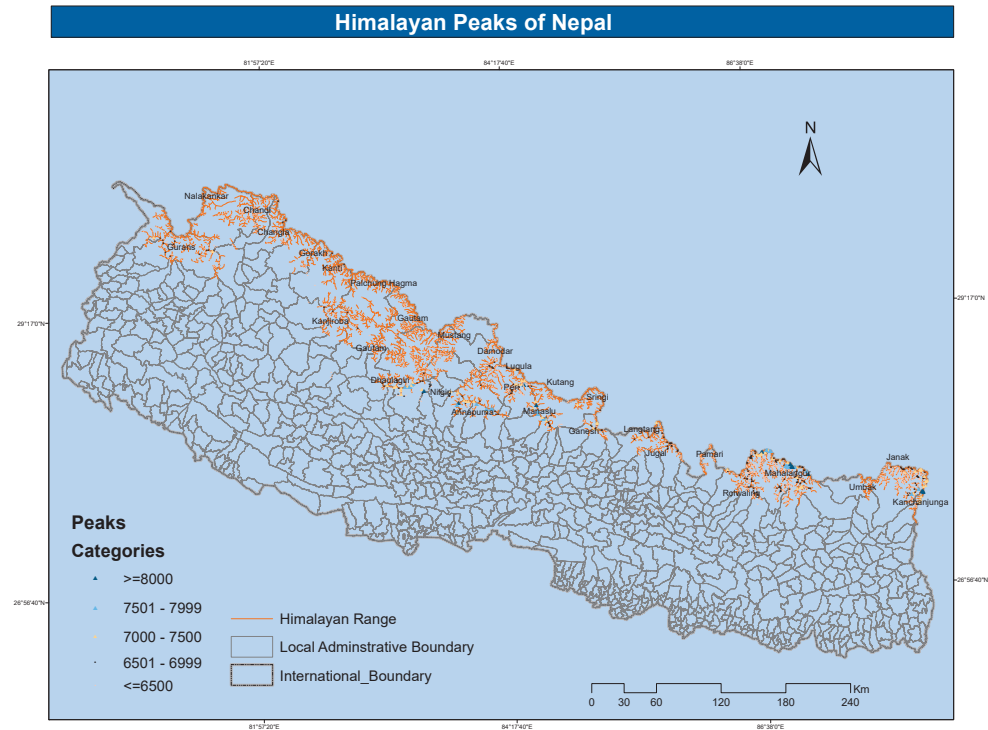 Himalayan Peaks of Nepal
81°57'20"E
84°17'40"E
86°38'0"E
N
Nalakankar
Changl
Changla
Gurans
Gorakh
Kanti
Palchung Hagma
29°17'0"N
29°17'0"N
Kanjiroba
Gautam
Mustang
Gautam
Damodar
Lugula
Dhaulagiri
Nilgiri
Peri
Kutang
Sringi
Annapurna
Manaslu
Ganesh
Langtang
Jugal
Pamari
Janak
Mahalangur
Rolwaling
Umbak
Kanchanjunga
Peaks
Categories
>=8000
7501 - 7999
7000 - 7500
6501 - 6999
<=6500
26°56'40"N
26°56'40"N
Himalayan Range
Local Adminstrative Boundary
International_Boundary
Km
0 30 60 120 180 240
81°57'20"E
84°17'40"E
86°38'0"E